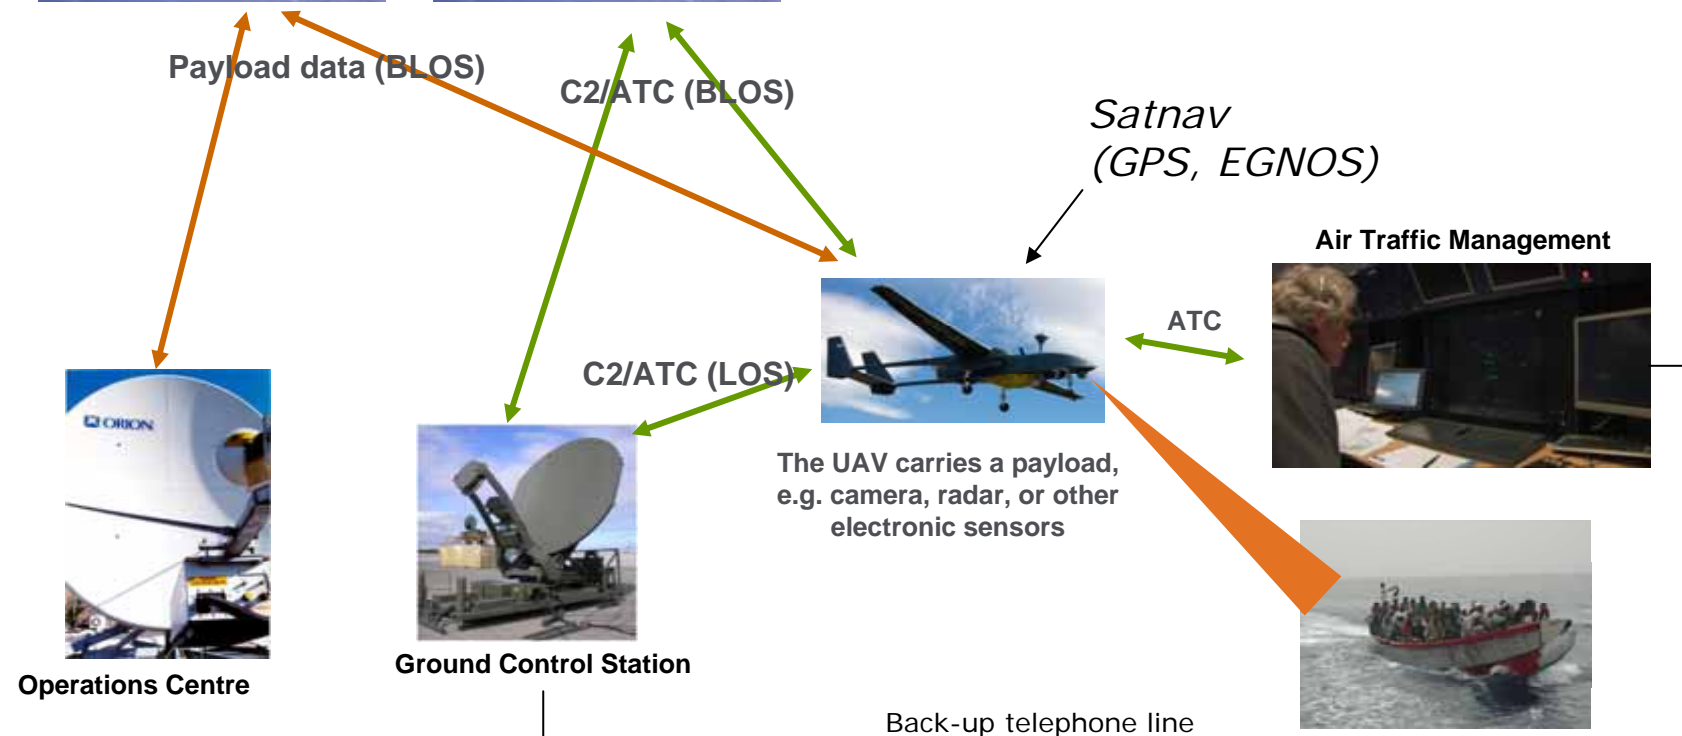 Payload data (BLOS)
C2/ATC (BLOS)
Satnav
(GPS, EGNOS)
Air Traffic Management
ATC
C2/ATC (LOS)
ORION
The UAV carries a payload,
e.g. camera, radar, or other
electronic sensors
Ground Control Station
Operations Centre
Back-up telephone line